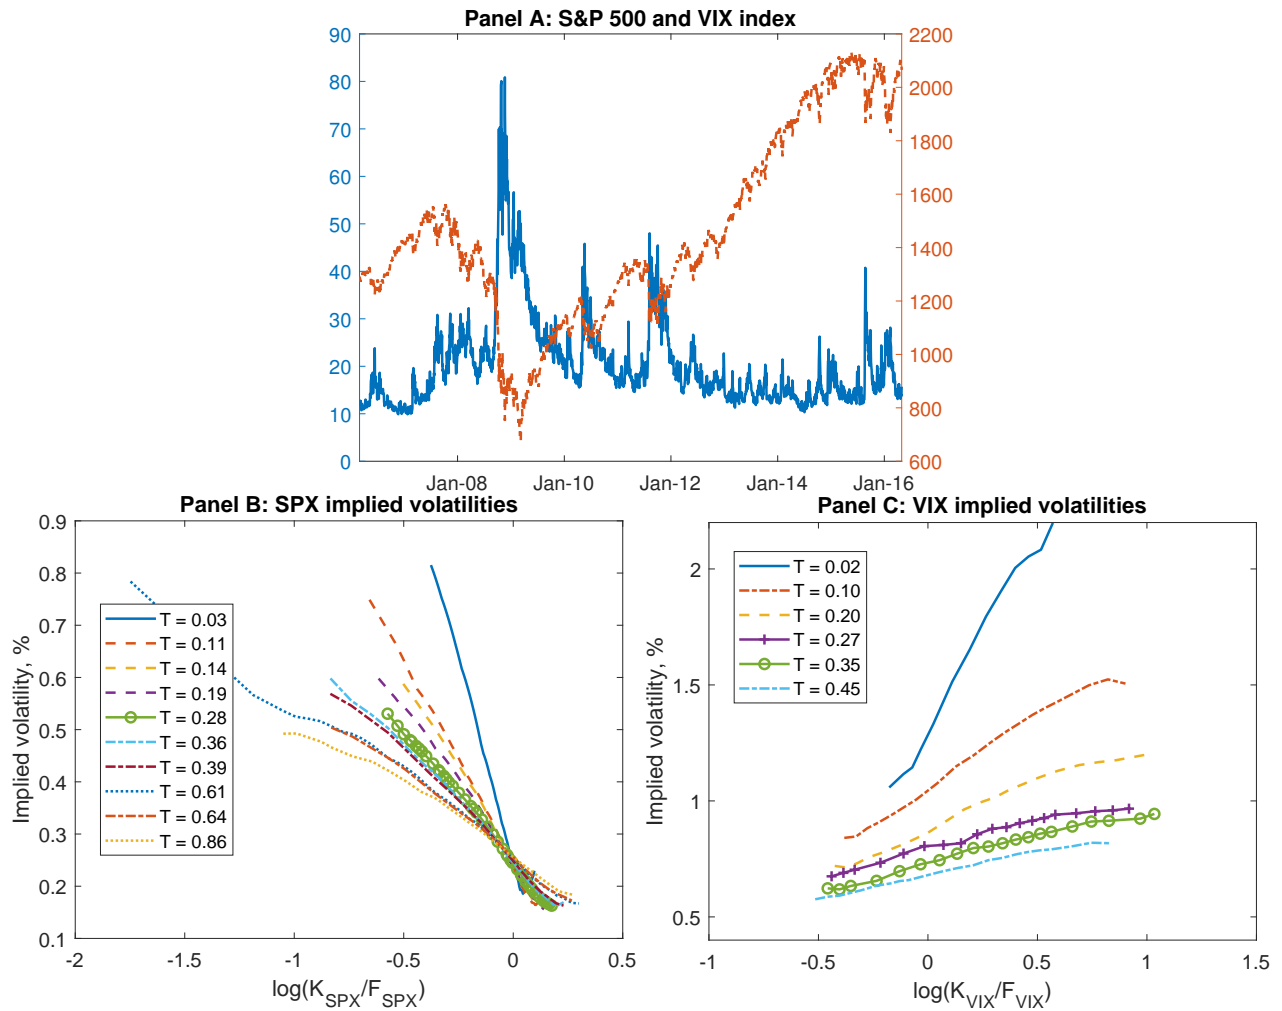 Panel A: S&P 500 and VIX index
90
80
70
60
50
40
30
20
10
0
2200
2000
1800
1600
1400
1200
1000
800
600
Jan-08 Jan-10 Jan-12 Jan-14 Jan-16
Panel B: SPX implied volatilities
Implied volatility, %
0.9
0.8
0.7
0.6
0.5
0.4
0.3
0.2
0.1
T = 0.03
T = 0.11
T = 0.14
T = 0.19
T = 0.28
T = 0.36
T = 0.39
T = 0.61
T = 0.64
T = 0.86
-2 -1.5 -1 -0.5 0 0.5
log(K_SPX/F_SPX)
Panel C: VIX implied volatilities
Implied volatility, %
2
1.5
1
0.5
T = 0.02
T = 0.10
T = 0.20
T = 0.27
T = 0.35
T = 0.45
-1 -0.5 0 0.5 1 1.5
log(K_VIX/F_VIX)